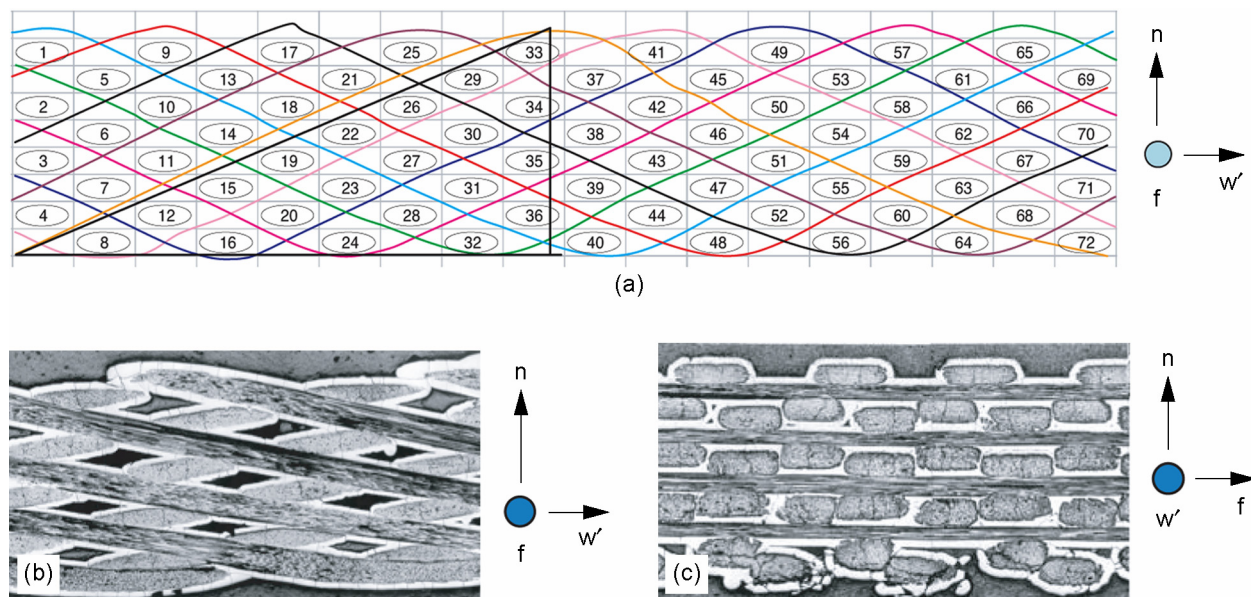 1 9 17 25 33 41 49 57 65
5 13 21 29 37 45 53 61 69
2 10 18 26 34 42 50 58 66
6 14 22 30 38 46 54 62 70
3 11 19 27 35 43 51 59 67
7 15 23 31 39 47 55 63 71
4 12 20 28 36 44 52 60 68
8 16 24 32 40 48 56 64 72
n
w′
f
(a)
(b)
n
w′
f
(c)
n
f
w′